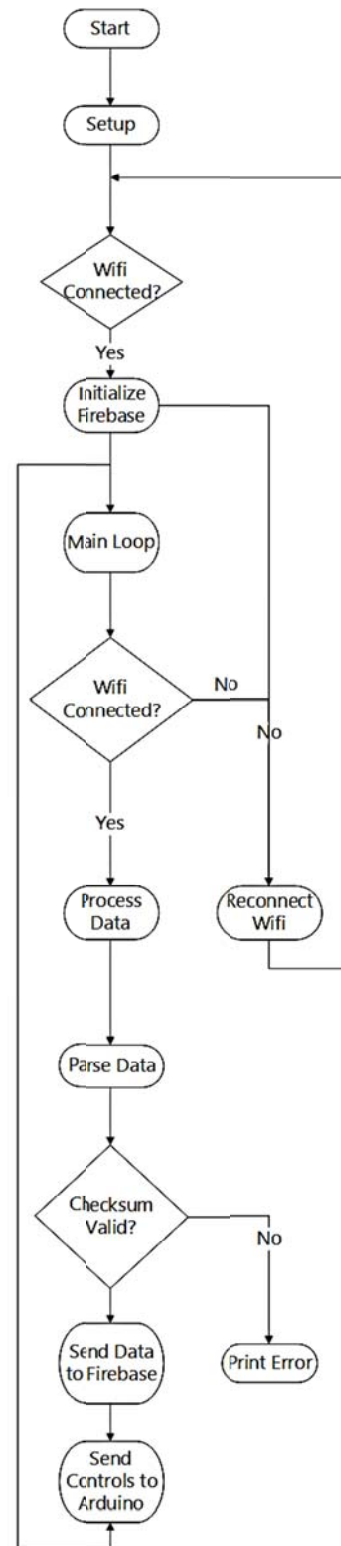 Start
Setup
Wifi
Connected?
Yes
Initialize
Firebase
Main Loop
Wifi
Connected?
No
No
Yes
Process
Data
Reconnect
Wifi
Parse Data
Checksum
Valid?
No
Send Data
to Firebase
Print Error
Send
Controls to
Arduino